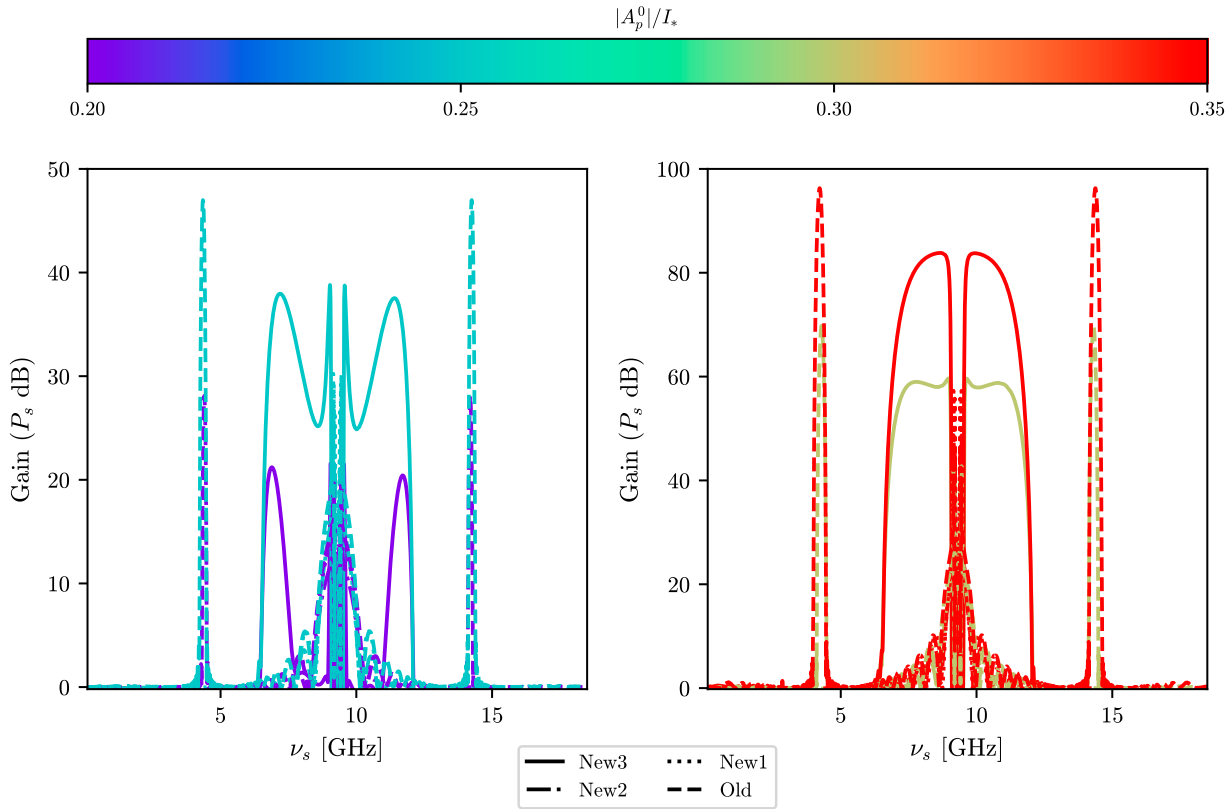 |A_p^0|/I_*
0.20 0.25 0.30 0.35
50
40
30
20
10
0
Gain (P_s dB)
5 10 15
ν_s [GHz]
100
80
60
40
20
0
Gain (P_s dB)
5 10 15
ν_s [GHz]
New3 New1
New2 Old